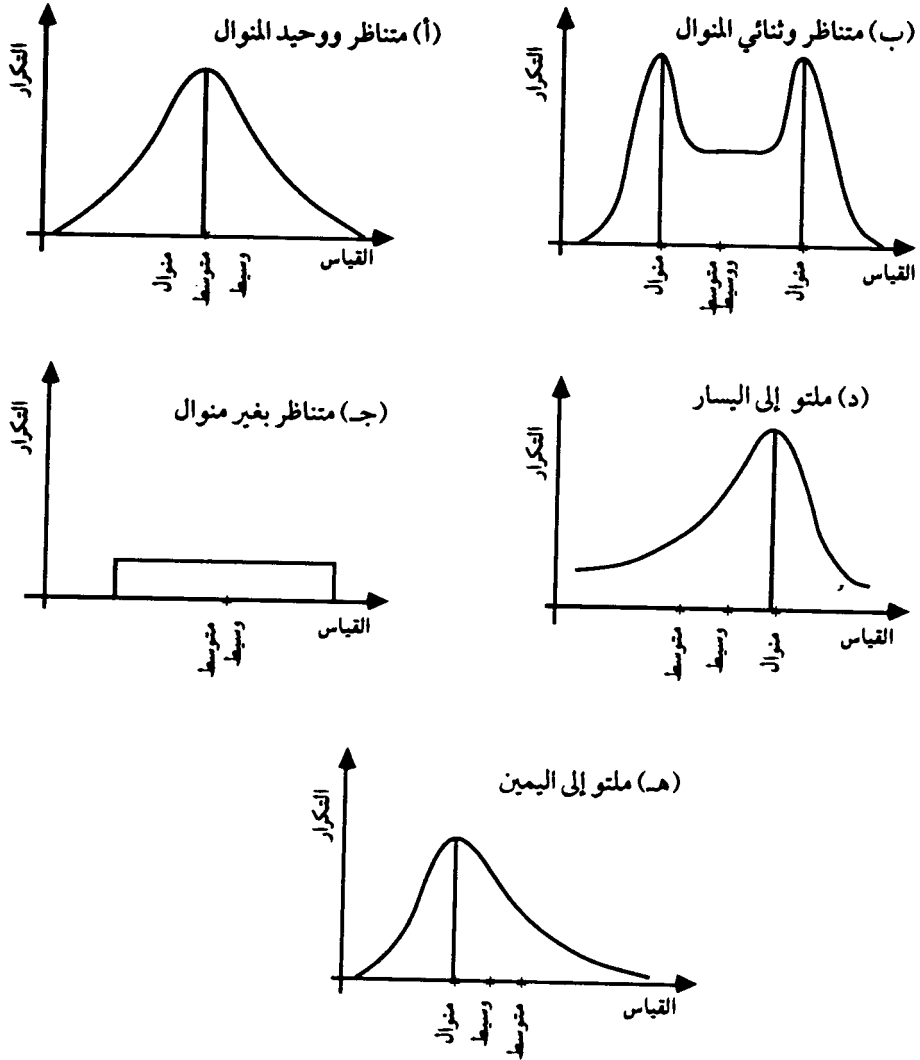 (أ) متناظر ووحيد المنوال
التكرار
القياس
منوال
متوسط
وسيط
(ب) متناظر وثنائي المنوال
التكرار
القياس
منوال
متوسط
ووسيط
منوال
(جـ) متناظر بغير منوال
التكرار
القياس
متوسط
وسيط
(د) ملتو إلى اليسار
التكرار
القياس
متوسط
وسيط
منوال
(هـ) ملتو إلى اليمين
التكرار
القياس
منوال
وسيط
متوسط